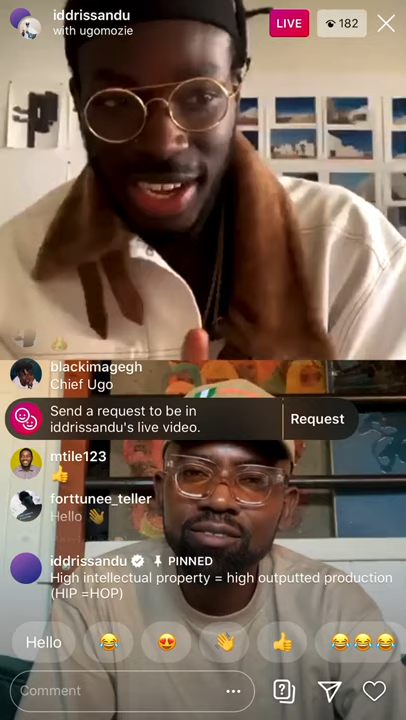 iddrissandu
with ugomozie
LIVE
182
blackimagegh
Chief Ugo
Send a request to be in
iddrissandu's live video.
Request
mtile123
👍
forttunee_teller
Hello 👋
iddrissandu PINNED
High intellectual property = high outputted production
(HIP =HOP)
Hello 😂 😍 👋 👍 😂😂😂
Comment